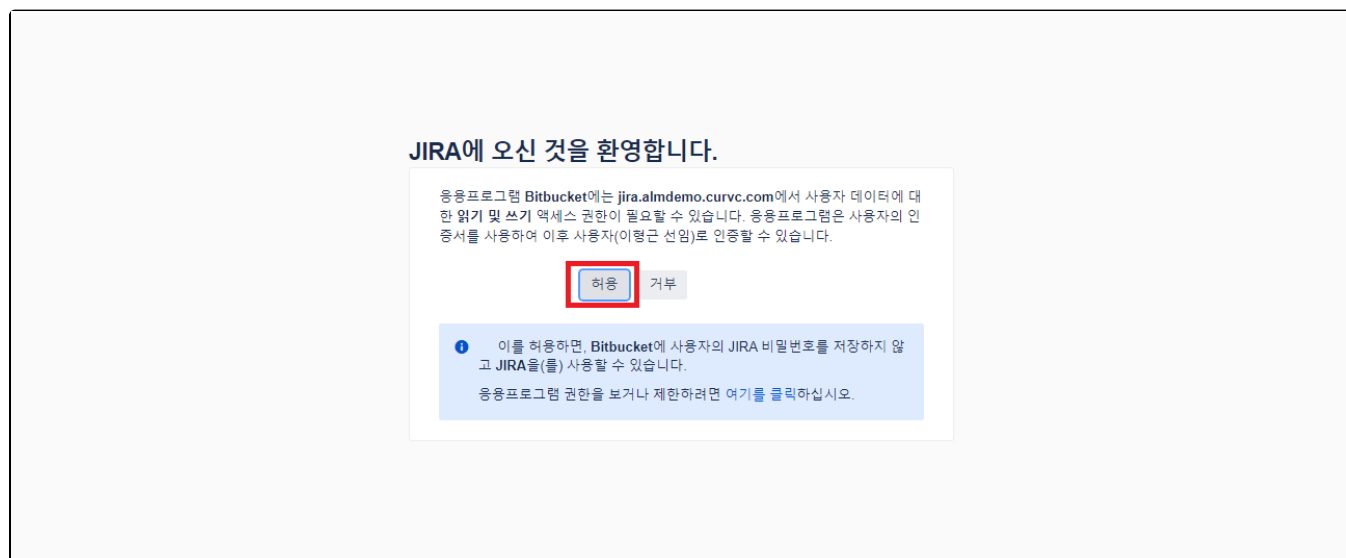 JIRA에 오신 것을 환영합니다.
응용프로그램 Bitbucket에는 jira.almdemo.curvc.com에서 사용자 데이터에 대
한 읽기 및 쓰기 액세스 권한이 필요할 수 있습니다. 응용프로그램은 사용자의 인
증서를 사용하여 이후 사용자(이형근 선임)로 인증할 수 있습니다.
허용 거부
이를 허용하면, Bitbucket에 사용자의 JIRA 비밀번호를 저장하지 않
고 JIRA을(를) 사용할 수 있습니다.
응용프로그램 권한을 보거나 제한하려면 여기를 클릭하십시오.